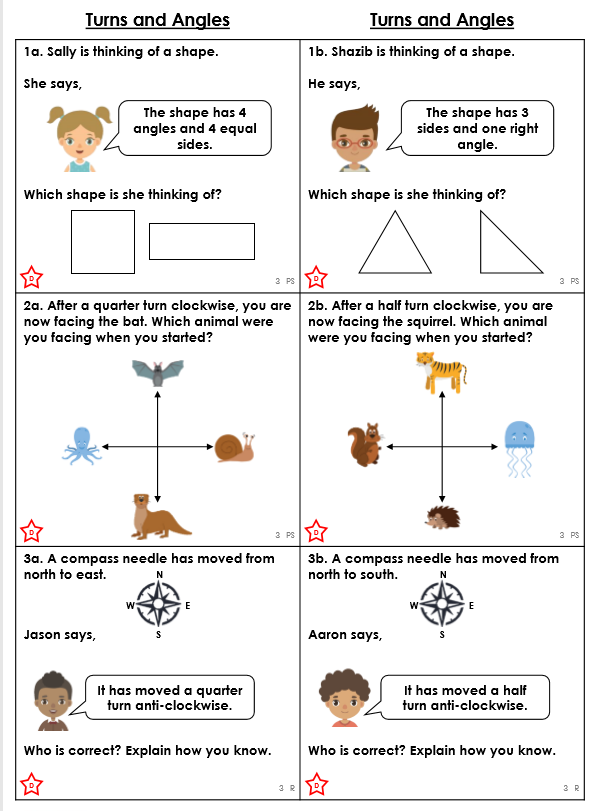 Turns and Angles
Turns and Angles
1a. Sally is thinking of a shape.
She says,
The shape has 4
angles and 4 equal
sides.
Which shape is she thinking of?
D
3 PS
1b. Shazib is thinking of a shape.
He says,
The shape has 3
sides and one right
angle.
Which shape is she thinking of?
D
3 PS
2a. After a quarter turn clockwise, you are
now facing the bat. Which animal were
you facing when you started?
D
3 PS
2b. After a half turn clockwise, you are
now facing the squirrel. Which animal
were you facing when you started?
D
3 PS
3a. A compass needle has moved from
north to east.
N
W
E
S
Jason says,
It has moved a quarter
turn anti-clockwise.
Who is correct? Explain how you know.
D
3 R
3b. A compass needle has moved from
north to south.
N
W
E
S
Aaron says,
It has moved a half
turn anti-clockwise.
Who is correct? Explain how you know.
D
3 R